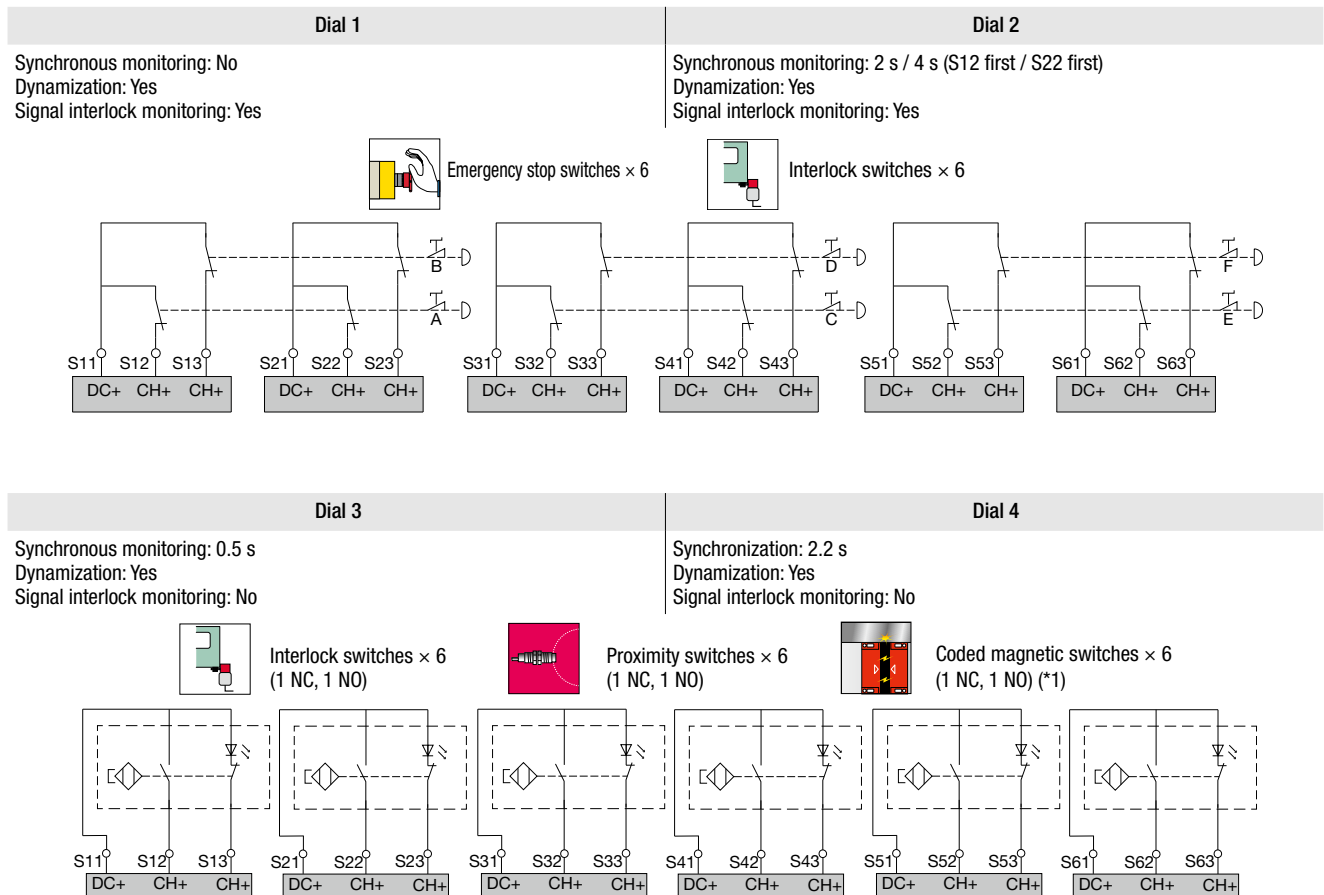 Dial 1
Dial 2
Synchronous monitoring: No
Dynamization: Yes
Signal interlock monitoring: Yes
Synchronous monitoring: 2 s / 4 s (S12 first / S22 first)
Dynamization: Yes
Signal interlock monitoring: Yes
Emergency stop switches × 6
Interlock switches × 6
B D F
A C E
S11 S12 S13 S21 S22 S23 S31 S32 S33 S41 S42 S43 S51 S52 S53 S61 S62 S63
DC+ CH+ CH+ DC+ CH+ CH+ DC+ CH+ CH+ DC+ CH+ CH+ DC+ CH+ CH+ DC+ CH+ CH+
Dial 3
Dial 4
Synchronous monitoring: 0.5 s
Dynamization: Yes
Signal interlock monitoring: No
Synchronization: 2.2 s
Dynamization: Yes
Signal interlock monitoring: No
Interlock switches × 6
(1 NC, 1 NO)
Proximity switches × 6
(1 NC, 1 NO)
Coded magnetic switches × 6
(1 NC, 1 NO) (*1)
S11 S12 S13 S21 S22 S23 S31 S32 S33 S41 S42 S43 S51 S52 S53 S61 S62 S63
DC+ CH+ CH+ DC+ CH+ CH+ DC+ CH+ CH+ DC+ CH+ CH+ DC+ CH+ CH+ DC+ CH+ CH+